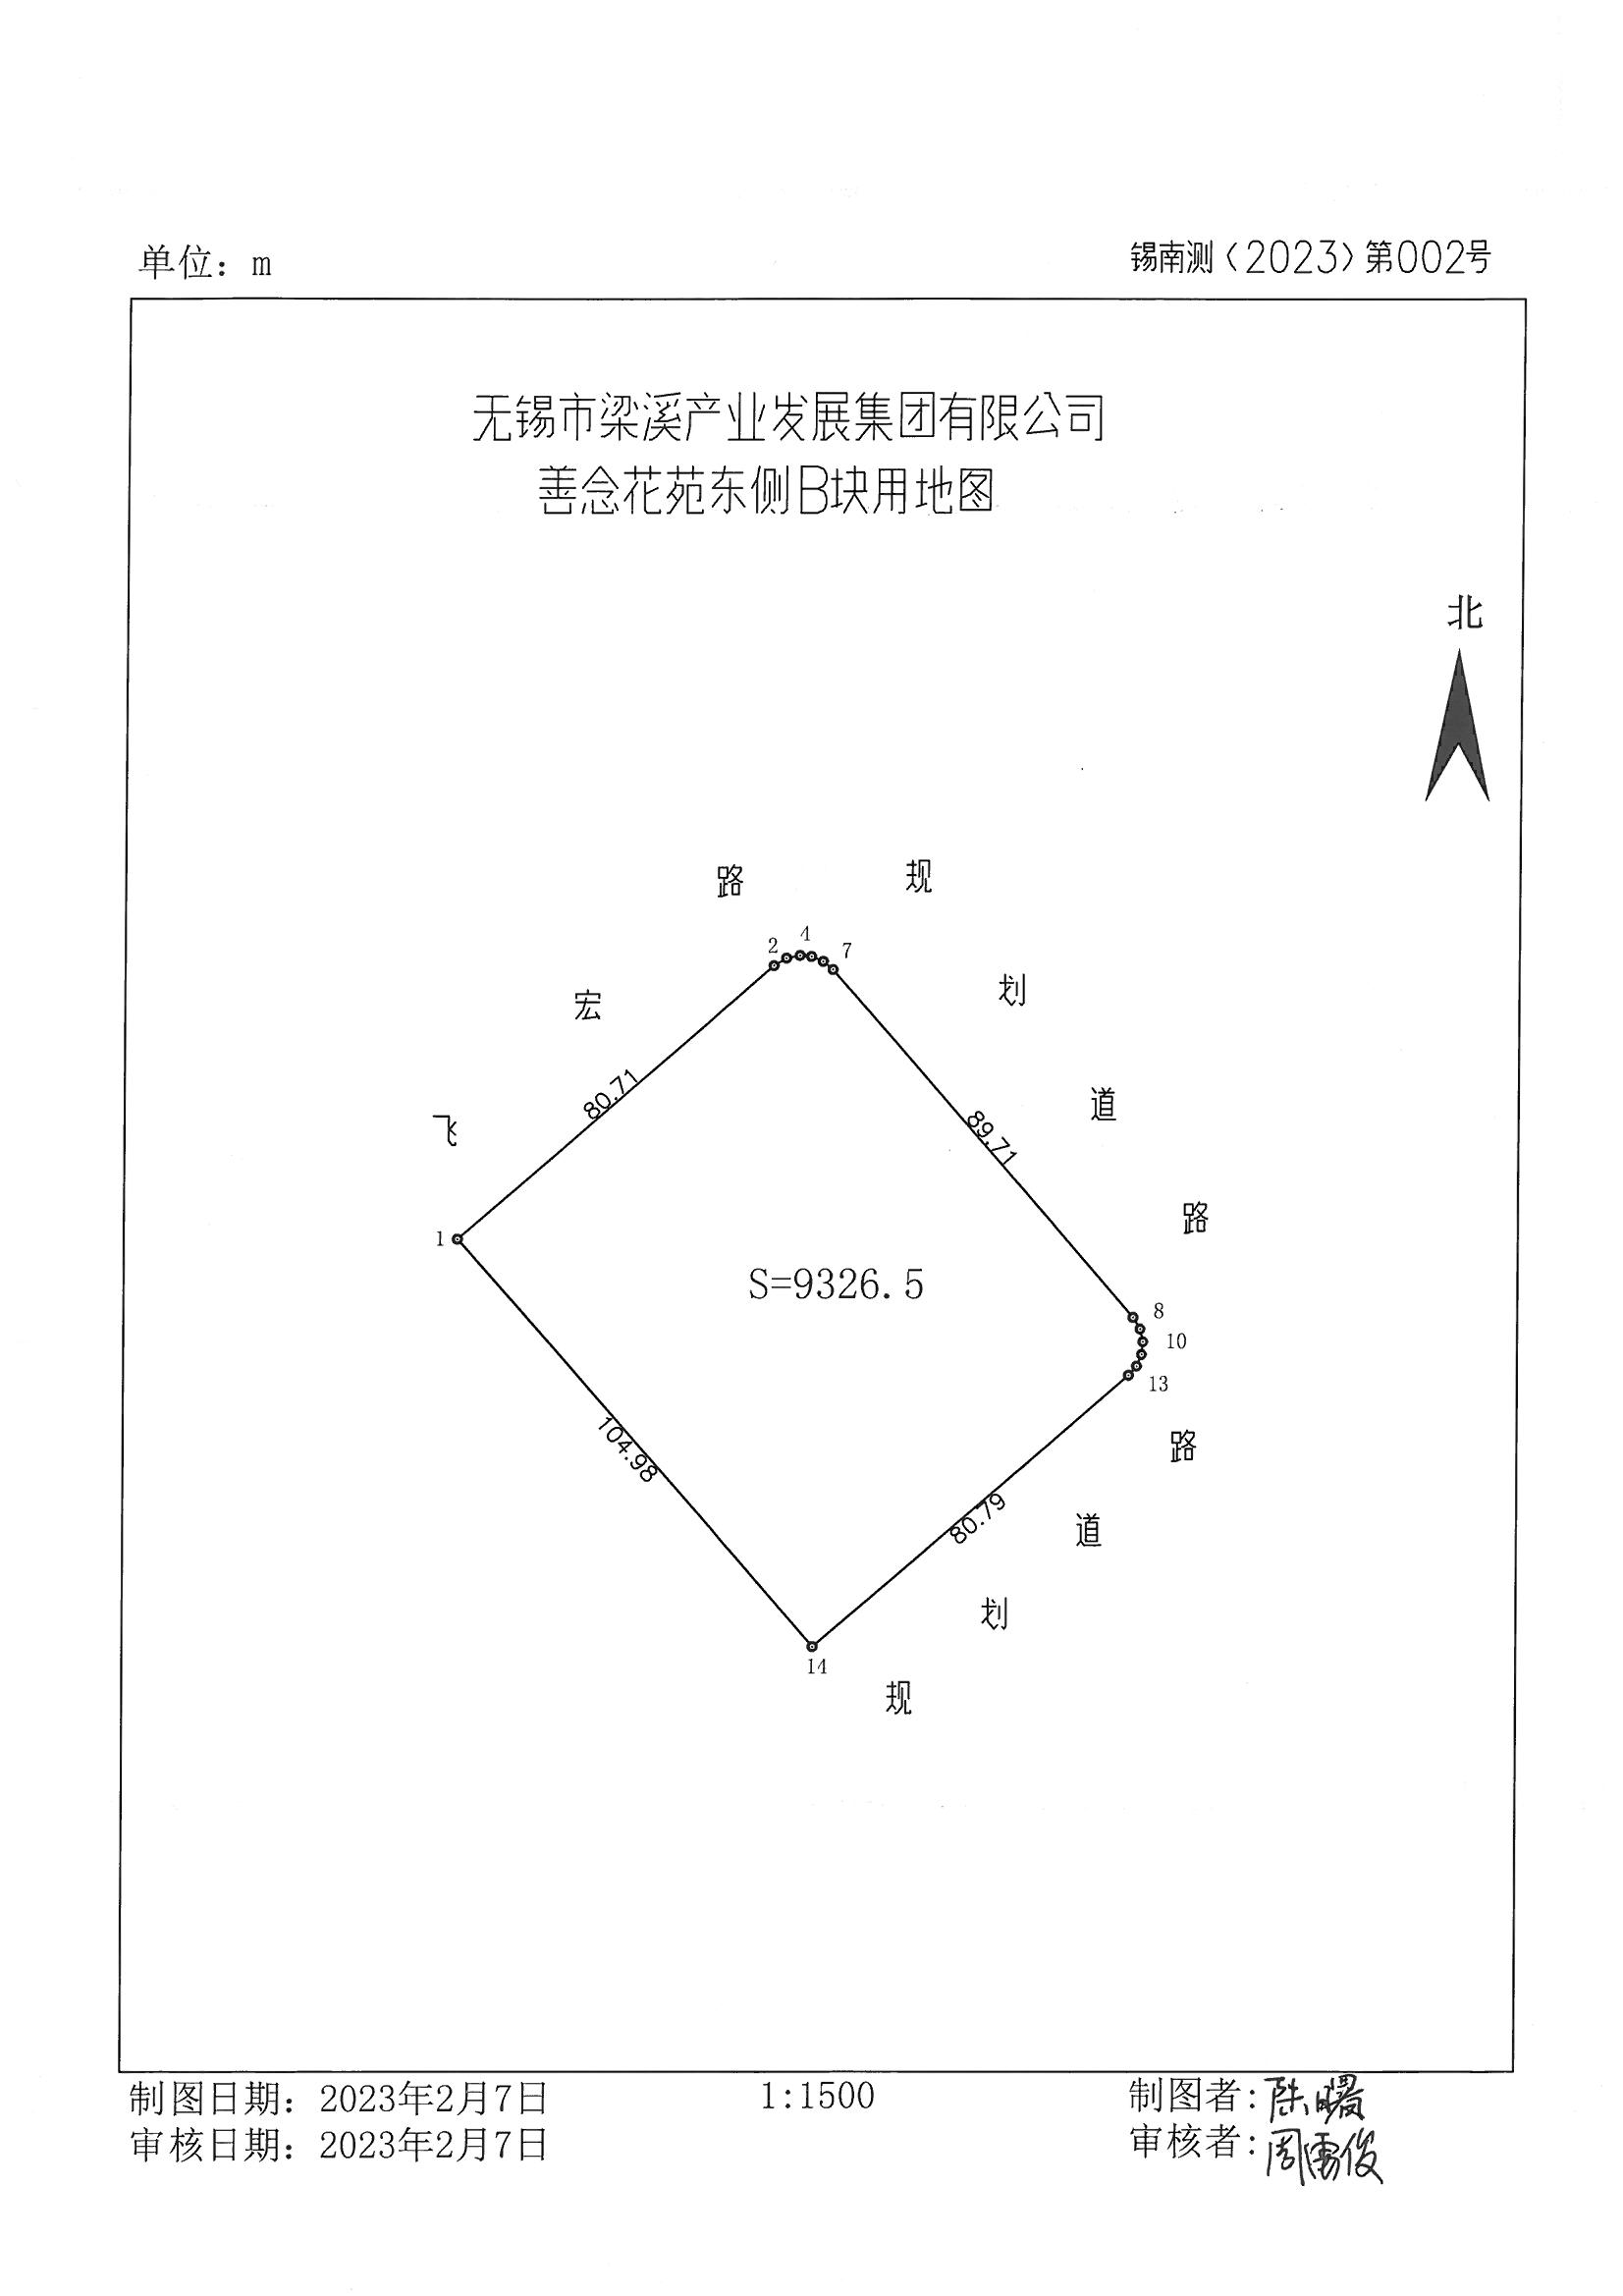 单位：m
锡南测〈2023〉第002号
无锡市梁溪产业发展集团有限公司
善念花苑东侧B块用地图
北
飞宏路
规划道路
2
4
7
80.71
89.71
1
S=9326.5
8
10
13
104.98
80.79
14
规划道路
制图日期：2023年2月7日
1:1500
制图者：陈曙
审核日期：2023年2月7日
审核者：周雷俊